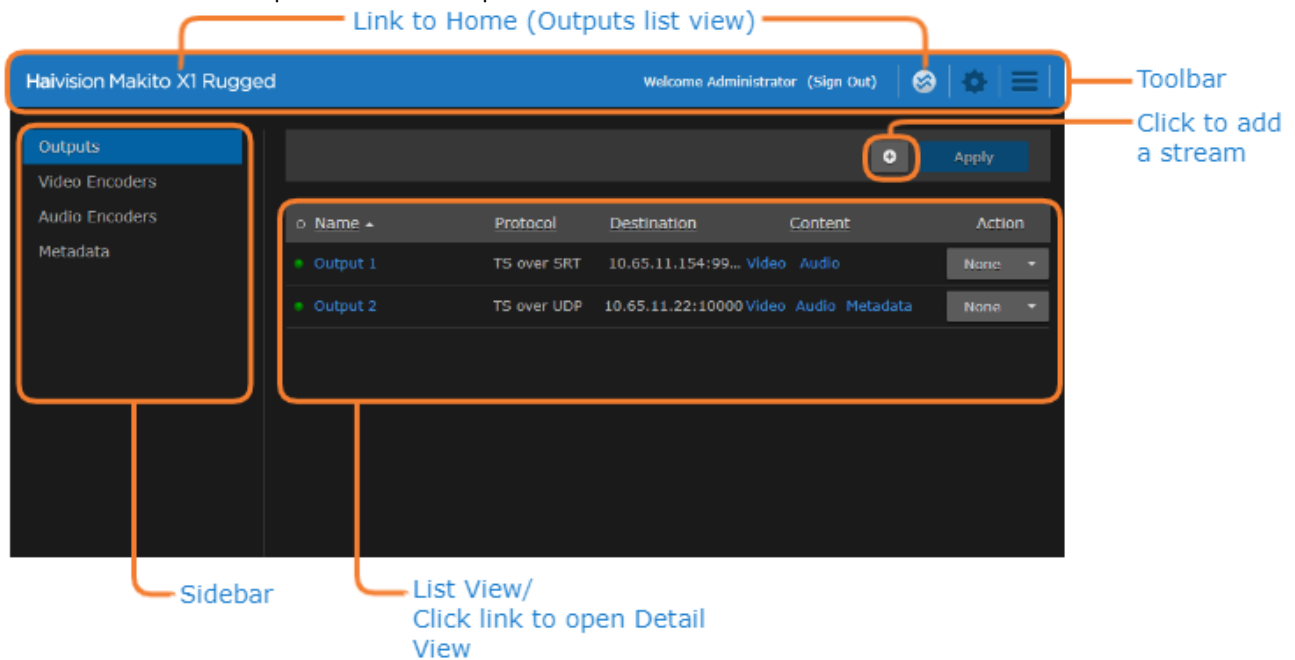 Link to Home (Outputs list view)
Haivision Makito X1 Rugged
Welcome Administrator (Sign Out)
Toolbar
Click to add
a stream
Outputs
Video Encoders
Audio Encoders
Metadata
Apply
Name Protocol Destination Content Action
Output 1 TS over SRT 10.65.11.154:99... Video Audio None
Output 2 TS over UDP 10.65.11.22:10000 Video Audio Metadata None
Sidebar
List View/
Click link to open Detail
View